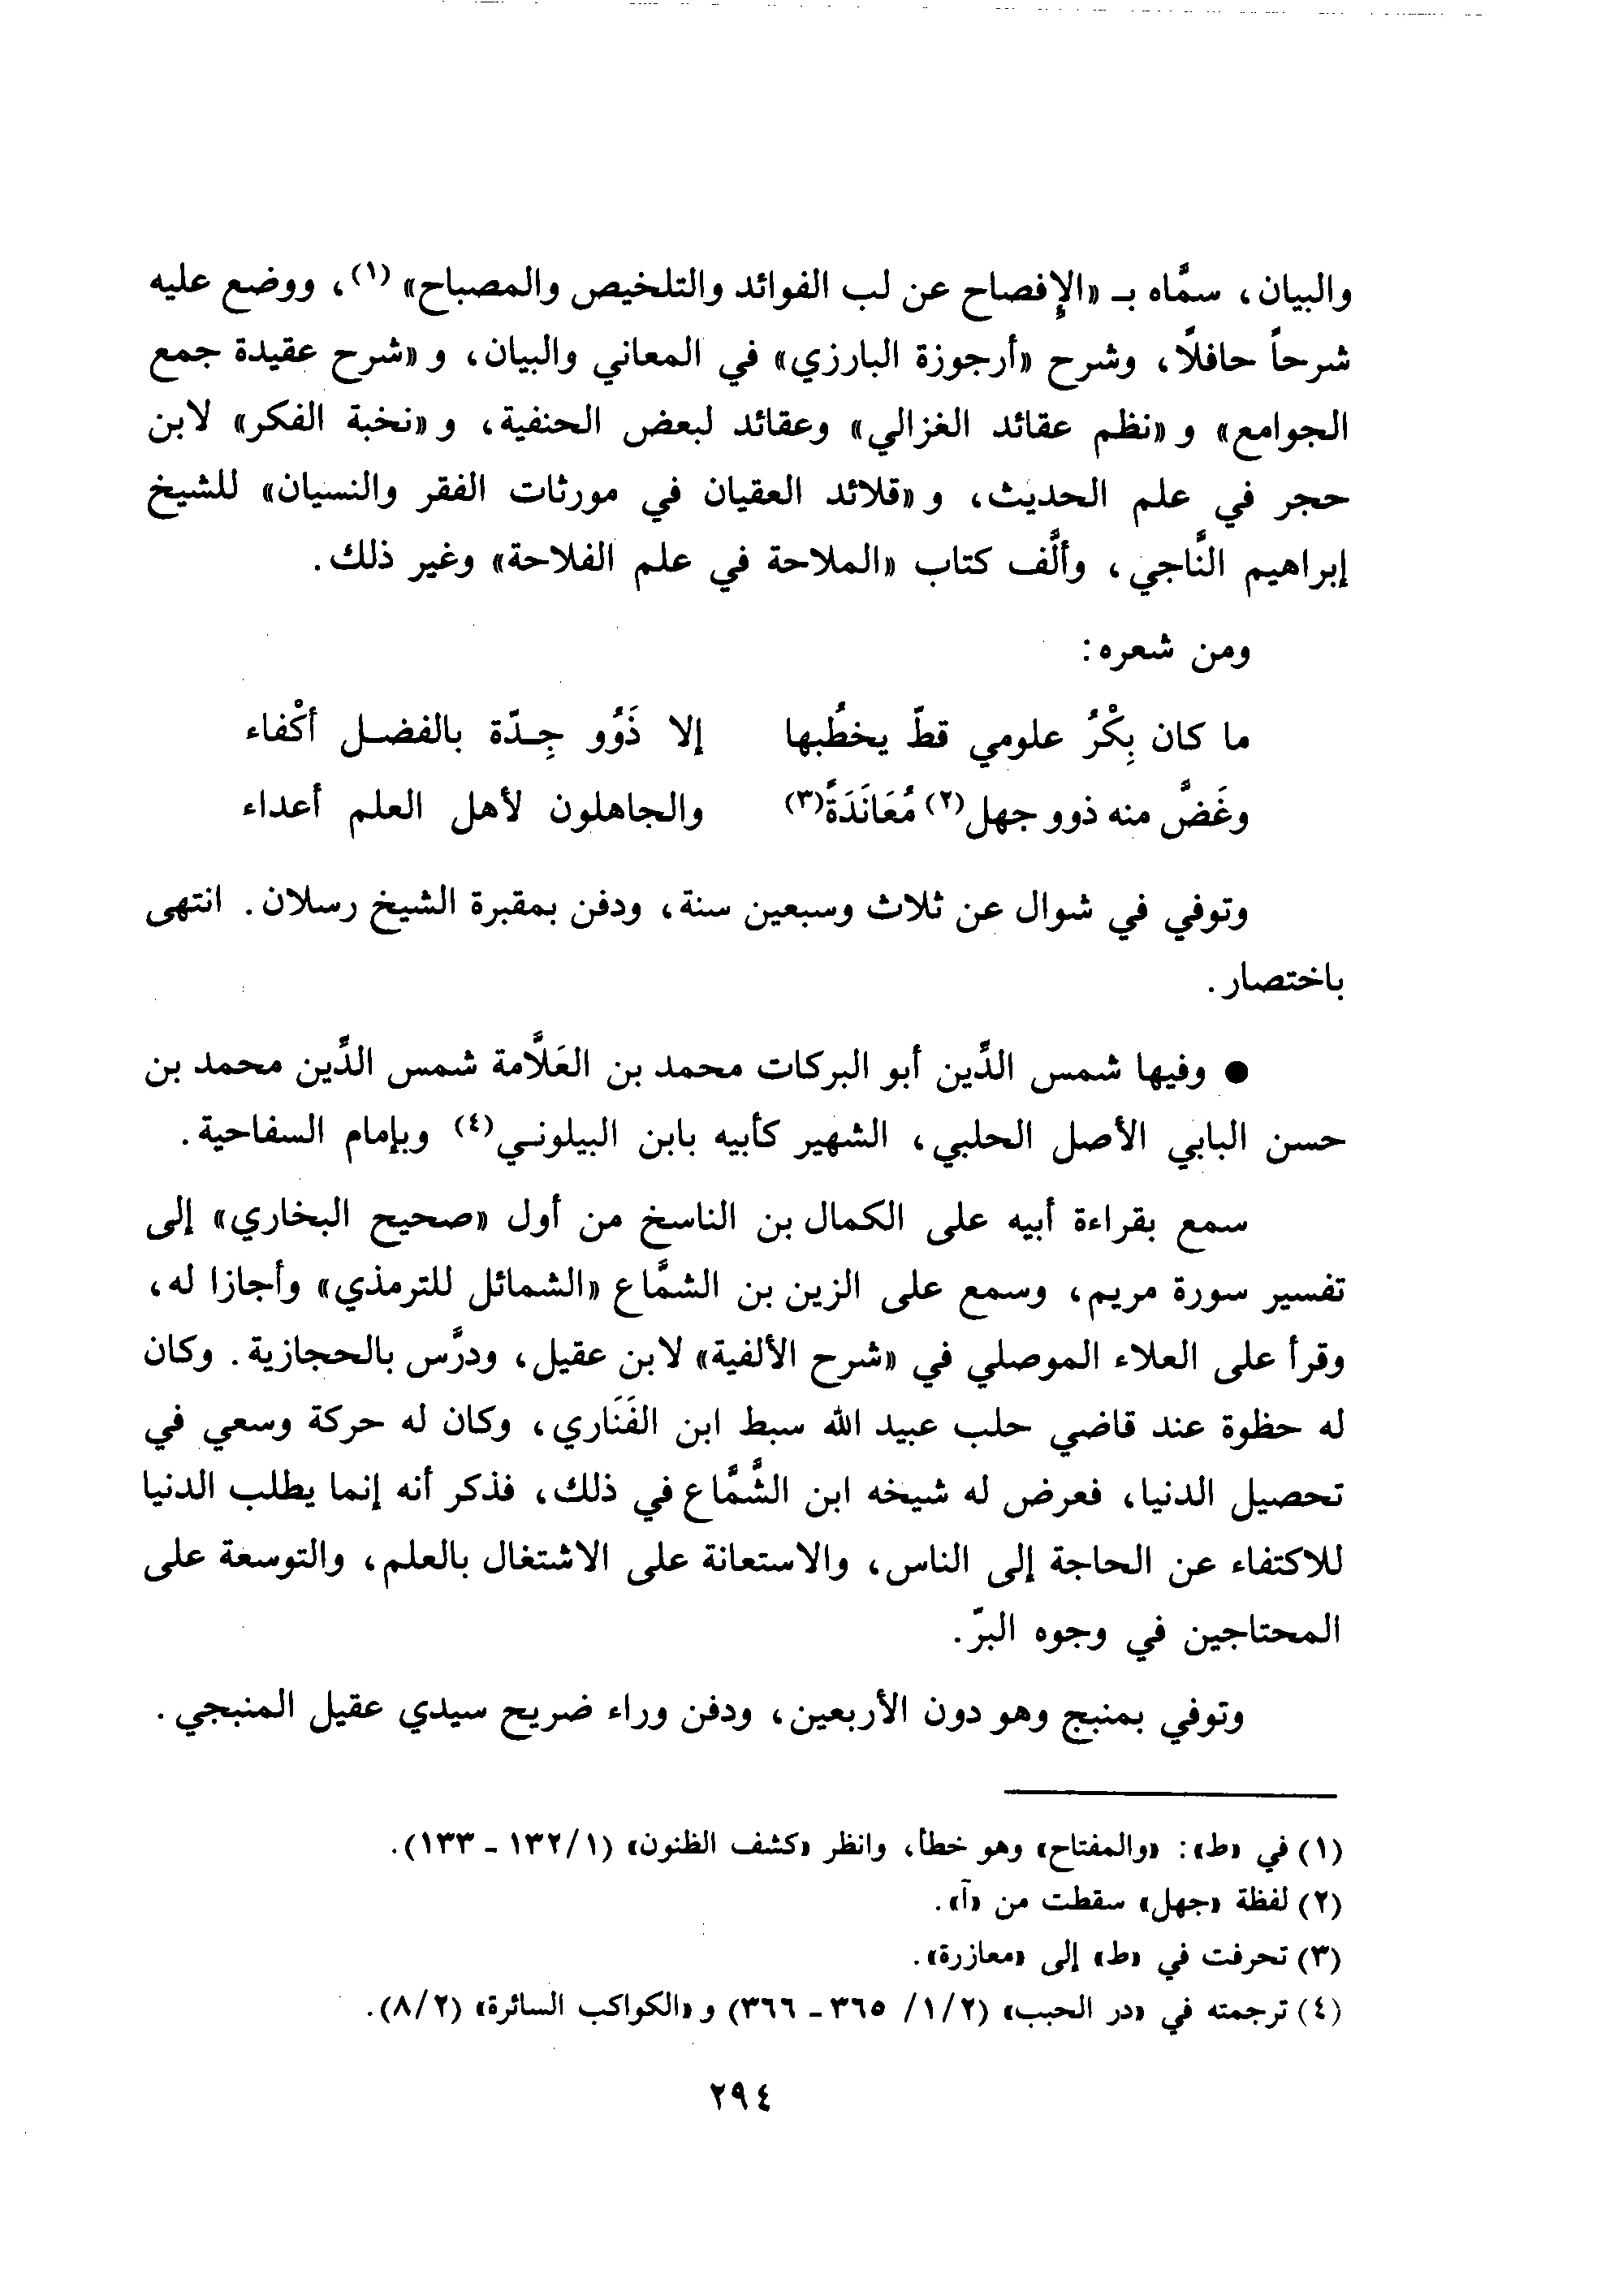 والبيان، سمَّاه بـ «الإِفصاح عن لب الفوائد والتلخيص والمصباح»(١)، ووضع عليه
شرحاً حافلًا، وشرح «أرجوزة البارزي» في المعاني والبيان، و «شرح عقيدة جمع
الجوامع» و «نظم عقائد الغزالي» وعقائد لبعض الحنفية، و «نخبة الفكر» لابن
حجر في علم الحديث، و «قلائد العقيان في مورثات الفقر والنسيان» للشيخ
إبراهيم النَّاجي، وألَّف كتاب «الملاحة في علم الفلاحة» وغير ذلك.
ومن شعره:
ما كان بِكْرُ علومي قطّ يخطُبها إلا ذَوُو جِـدّة بالفضـل أكْفاء
وغَضَّ منه ذوو جهل(٢) مُعَانَدَةً(٣) والجاهلون لأهل العلم أعداء
وتوفي في شوال عن ثلاث وسبعين سنة، ودفن بمقبرة الشيخ رسلان. انتهى
باختصار.
● وفيها شمس الدِّين أبو البركات محمد بن العَلَّامة شمس الدِّين محمد بن
حسن البابي الأصل الحلبي، الشهير كأبيه بابن البيلونـي(٤) وبإمام السفاحية.
سمع بقراءة أبيه على الكمال بن الناسخ من أول «صحيح البخاري» إلى
تفسير سورة مريم، وسمع على الزين بن الشمَّاع «الشمائل للترمذي» وأجازا له،
وقرأ على العلاء الموصلي في «شرح الألفية» لابن عقيل، ودرَّس بالحجازية. وكان
له حظوة عند قاضي حلب عبيد الله سبط ابن الفَنَاري، وكان له حركة وسعي في
تحصيل الدنيا، فعرض له شيخه ابن الشَّمَّاع في ذلك، فذكر أنه إنما يطلب الدنيا
للاكتفاء عن الحاجة إلى الناس، والاستعانة على الاشتغال بالعلم، والتوسعة على
المحتاجين في وجوه البرّ.
وتوفي بمنبج وهو دون الأربعين، ودفن وراء ضريح سيدي عقيل المنبجي.
(١) في «ط»: «والمفتاح» وهو خطأ، وانظر «كشف الظنون» (١٣٢/١ - ١٣٣).
(٢) لفظة «جهل» سقطت من «آ».
(٣) تحرفت في «ط» إلى «معازرة».
(٤) ترجمته في «در الحبب» (١/٢/ ٣٦٥ - ٣٦٦) و «الكواكب السائرة» (٨/٢).
٢٩٤